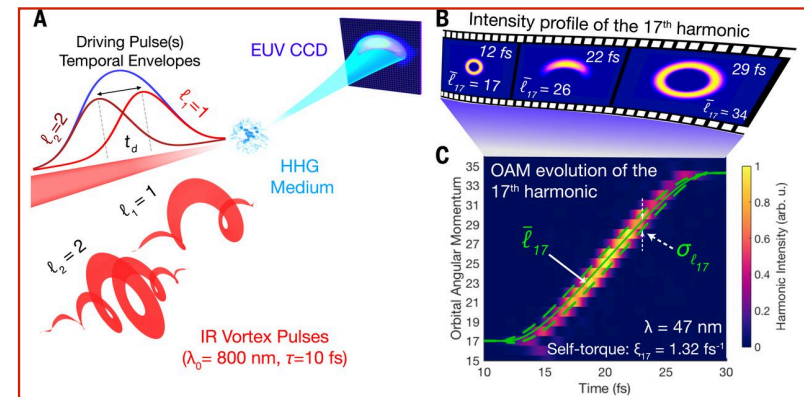 A
Driving Pulse(s)
Temporal Envelopes
ℓ₁=1
ℓ₂=2
t_d
EUV CCD
HHG
Medium
ℓ₁ = 1
ℓ₂ = 2
IR Vortex Pulses
(λ₀= 800 nm, τ=10 fs)
B
Intensity profile of the 17th harmonic
12 fs
ℓ̅₁₇ = 17
22 fs
ℓ̅₁₇ = 26
29 fs
ℓ̅₁₇ = 34
C
OAM evolution of the
17th harmonic
Orbital Angular Momentum
35
33
31
29
27
25
23
21
19
17
15
ℓ̅₁₇
σ_ℓ₁₇
λ = 47 nm
Self-torque: ξ₁₇ = 1.32 fs⁻¹
10
15
20
25
30
Time (fs)
1
0.8
0.6
0.4
0.2
0
Harmonic Intensity (arb. u.)